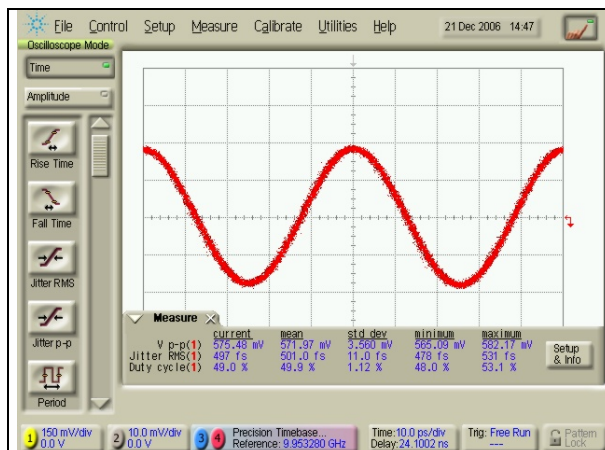 File Control Setup Measure Calibrate Utilities Help 21 Dec 2006 14:47
Oscilloscope Mode
Time
Amplitude
Rise Time
Fall Time
Jitter RMS
Jitter p-p
Period
Measure
current mean std dev minimum maximum
V p-p(1) 575.48 mV 571.97 mV 3.560 mV 565.09 mV 582.17 mV
Jitter RMS(1) 497 fs 501.0 fs 11.0 fs 478 fs 531 fs
Duty cycle(1) 49.0 % 49.9 % 1.12 % 48.0 % 53.1 %
Setup & Info
1 150 mV/div 0.0 V
2 10.0 mV/div 0.0 V
3 4 Precision Timebase... Reference: 9.953280 GHz
Time:10.0 ps/div Delay:24.1002 ns
Trig: Free Run ---
Pattern Lock